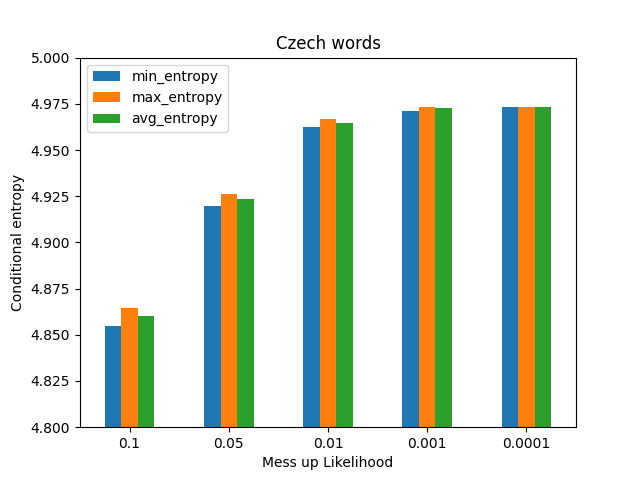 Czech words
5.000
4.975
4.950
4.925
4.900
4.875
4.850
4.825
4.800
Conditional entropy
min_entropy
max_entropy
avg_entropy
0.1 0.05 0.01 0.001 0.0001
Mess up Likelihood